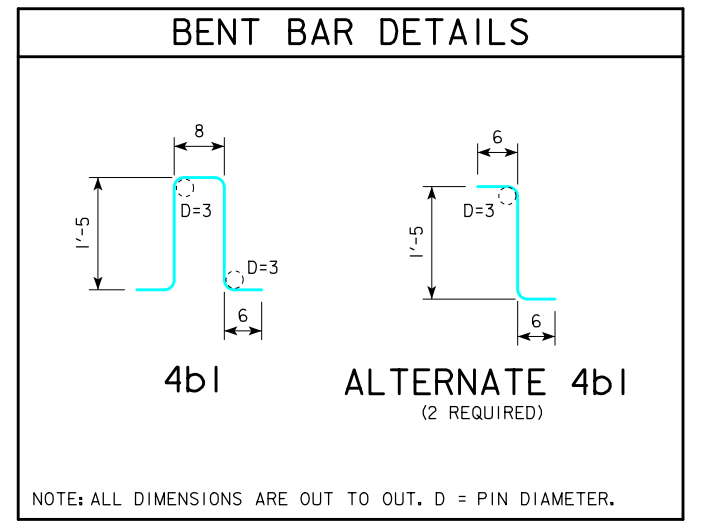 BENT BAR DETAILS
8
D=3
1'-5
D=3
6
4b1
6
D=3
1'-5
6
ALTERNATE 4b1
(2 REQUIRED)
NOTE: ALL DIMENSIONS ARE OUT TO OUT. D = PIN DIAMETER.